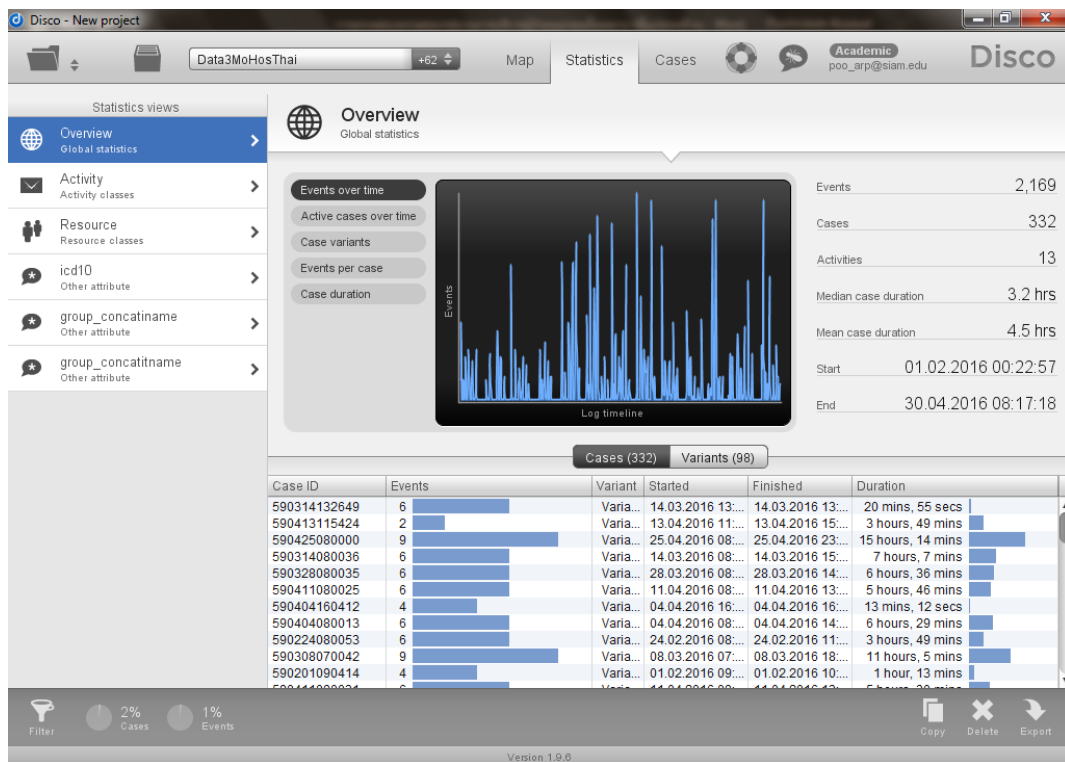 Disco - New project
Data3MoHosThai +62 Map Statistics Cases Academic poo_arp@siam.edu Disco
Statistics views
Overview
Global statistics
Activity
Activity classes
Resource
Resource classes
icd10
Other attribute
group_concatiname
Other attribute
group_concatitname
Other attribute
Overview
Global statistics
Events over time
Active cases over time
Case variants
Events per case
Case duration
Events
Log timeline
Events 2,169
Cases 332
Activities 13
Median case duration 3.2 hrs
Mean case duration 4.5 hrs
Start 01.02.2016 00:22:57
End 30.04.2016 08:17:18
Cases (332) Variants (98)
Case ID Events Variant Started Finished Duration
590314132649 6 Varia... 14.03.2016 13:... 14.03.2016 13:... 20 mins, 55 secs
590413115424 2 Varia... 13.04.2016 11:... 13.04.2016 15:... 3 hours, 49 mins
590425080000 9 Varia... 25.04.2016 08:... 25.04.2016 23:... 15 hours, 14 mins
590314080036 6 Varia... 14.03.2016 08:... 14.03.2016 15:... 7 hours, 7 mins
590328080035 6 Varia... 28.03.2016 08:... 28.03.2016 14:... 6 hours, 36 mins
590411080025 6 Varia... 11.04.2016 08:... 11.04.2016 13:... 5 hours, 46 mins
590404160412 4 Varia... 04.04.2016 16:... 04.04.2016 16:... 13 mins, 12 secs
590404080013 6 Varia... 04.04.2016 08:... 04.04.2016 14:... 6 hours, 29 mins
590224080053 6 Varia... 24.02.2016 08:... 24.02.2016 11:... 3 hours, 49 mins
590308070042 9 Varia... 08.03.2016 07:... 08.03.2016 18:... 11 hours, 5 mins
590201090414 4 Varia... 01.02.2016 09:... 01.02.2016 10:... 1 hour, 13 mins
Filter 2% Cases 1% Events Copy Delete Export
Version 1.9.6